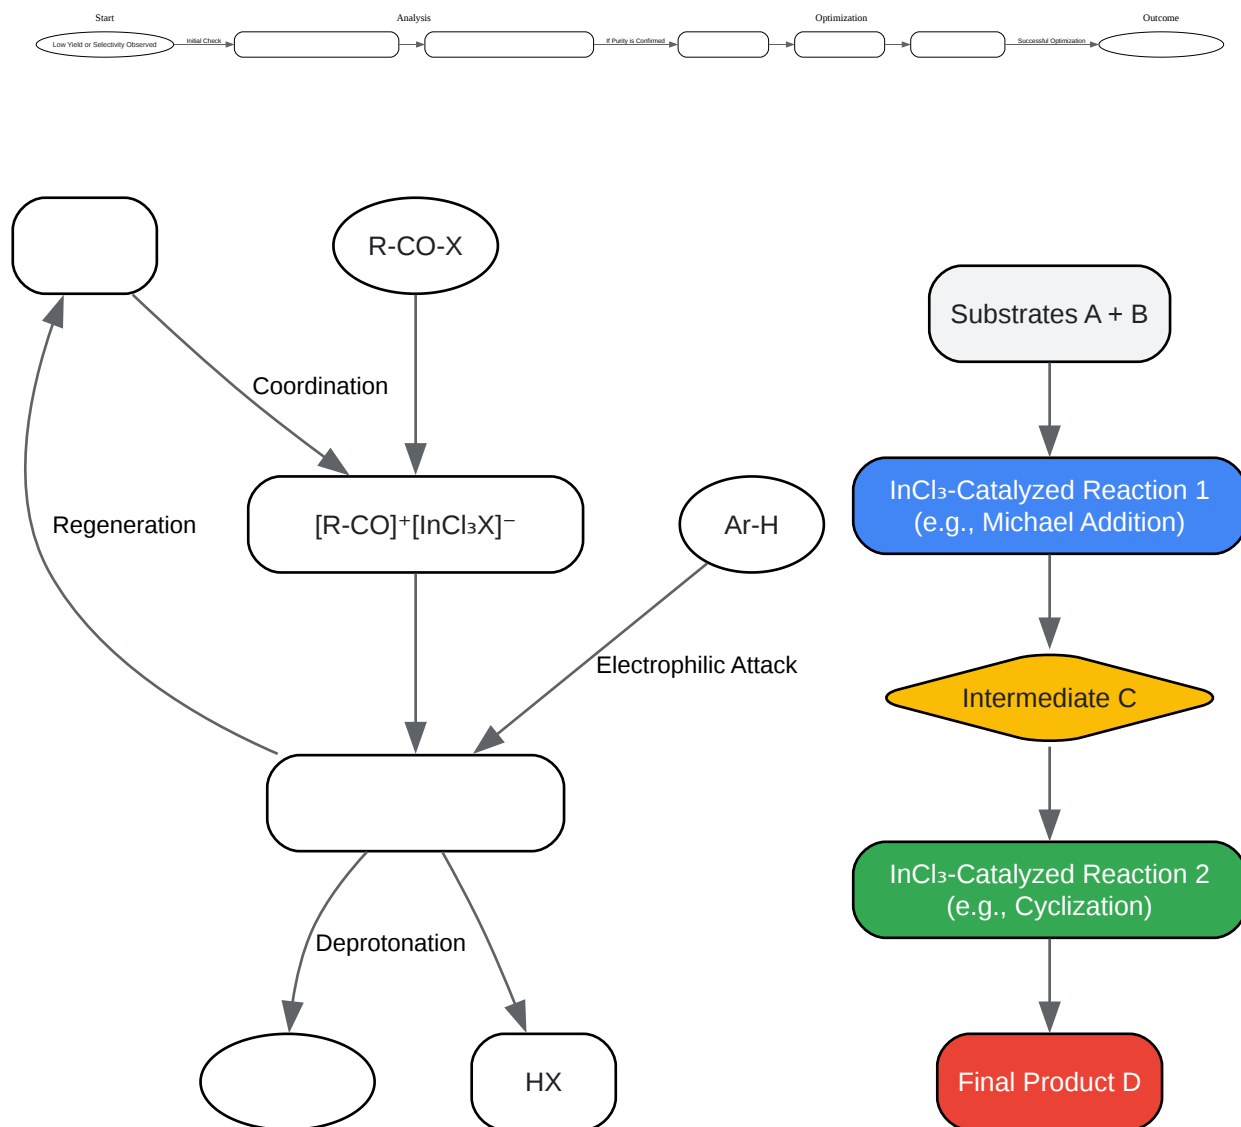 Start
Analysis
Optimization
Outcome
Low Yield or Selectivity Observed
Initial Check
If Purity is Confirmed
Successful Optimization
R-CO-X
Coordination
Regeneration
[R-CO]⁺[InCl₃X]⁻
Ar-H
Electrophilic Attack
Deprotonation
HX
Substrates A + B
InCl₃-Catalyzed Reaction 1
(e.g., Michael Addition)
Intermediate C
InCl₃-Catalyzed Reaction 2
(e.g., Cyclization)
Final Product D